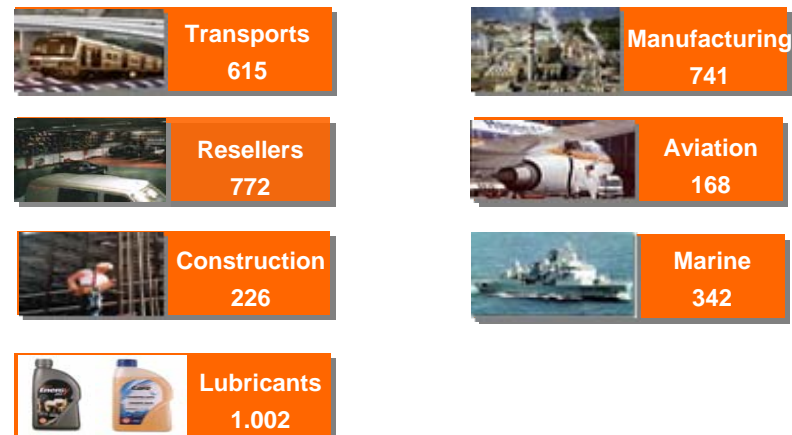 Transports
615
Manufacturing
741
Resellers
772
Aviation
168
Construction
226
Marine
342
Lubricants
1.002